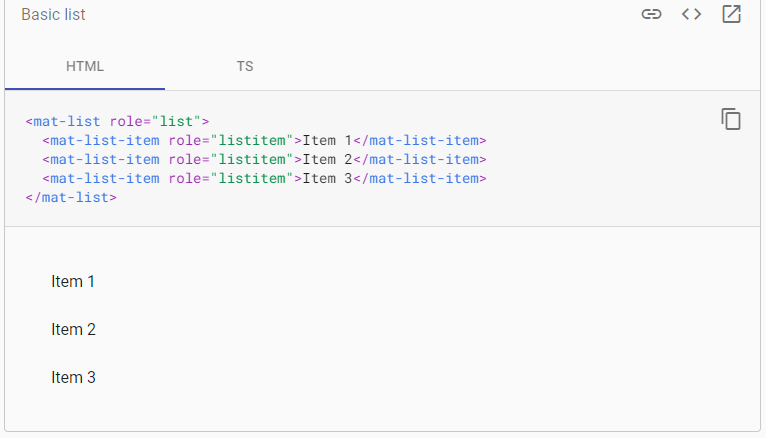 Basic list
HTML TS
<mat-list role="list">
  <mat-list-item role="listitem">Item 1</mat-list-item>
  <mat-list-item role="listitem">Item 2</mat-list-item>
  <mat-list-item role="listitem">Item 3</mat-list-item>
</mat-list>
Item 1
Item 2
Item 3